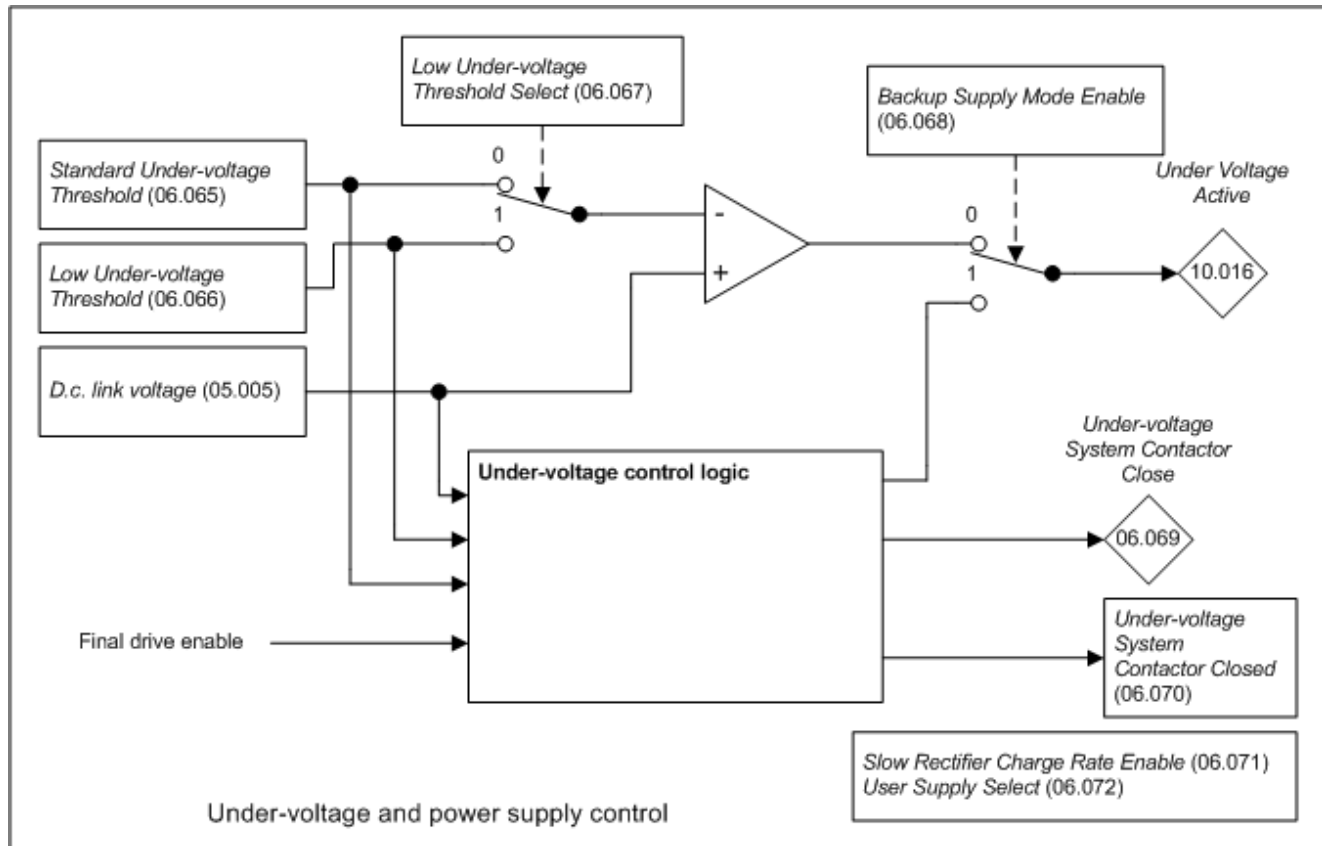 Low Under-voltage
Threshold Select (06.067)
Backup Supply Mode Enable
(06.068)
Standard Under-voltage
Threshold (06.065)
0
1
Low Under-voltage
Threshold (06.066)
D.c. link voltage (05.005)
-
+
0
1
Under Voltage
Active
10.016
Under-voltage control logic
Under-voltage
System Contactor
Close
06.069
Final drive enable
Under-voltage
System
Contactor Closed
(06.070)
Slow Rectifier Charge Rate Enable (06.071)
User Supply Select (06.072)
Under-voltage and power supply control